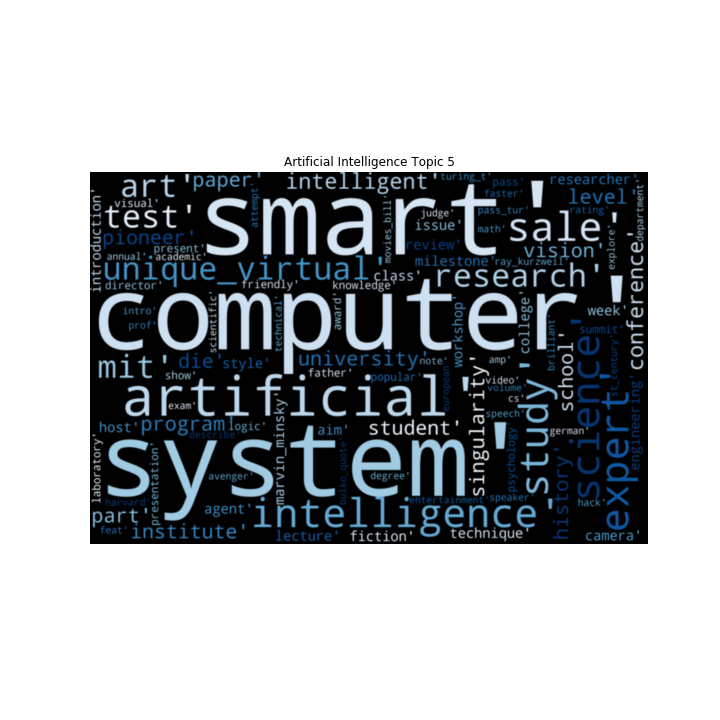 Artificial Intelligence Topic 5
introduction'
art'
paper'
intelligent'
turing_t'
pass'
researcher'
visual'
attempt'
smart'
movies_bill'
faster'
level'
department'
test'
judge'
pass_tur'
sale'
rating'
pioneer'
issue'
math'
present'
review'
vision'
explore'
annual'
academic'
unique_virtual'
class'
milestone'
ray_kurzweil'
research'
conference'
director'
friendly'
knowledge'
computer'
intro'
prof'
scientific'
technical'
award'
workshop'
college'
week'
brilliant'
summit'
mit'
die'
style'
university'
note'
amp'
school'
science'
st_century'
show'
father'
popular'
european'
video'
volume'
artificial'
exam'
singularity'
cs'
speech'
study'
expert'
engineering'
host'
program
logic'
aim'
student'
german'
describe'
laboratory'
system'
marvin_minsky'
bulko_quote'
psychology'
presentation'
avenger'
degree'
history'
harvard'
entertainment'
speaker'
hack'
part'
agent'
intelligence'
feat'
institute'
lecture'
fiction'
technique'
camera'